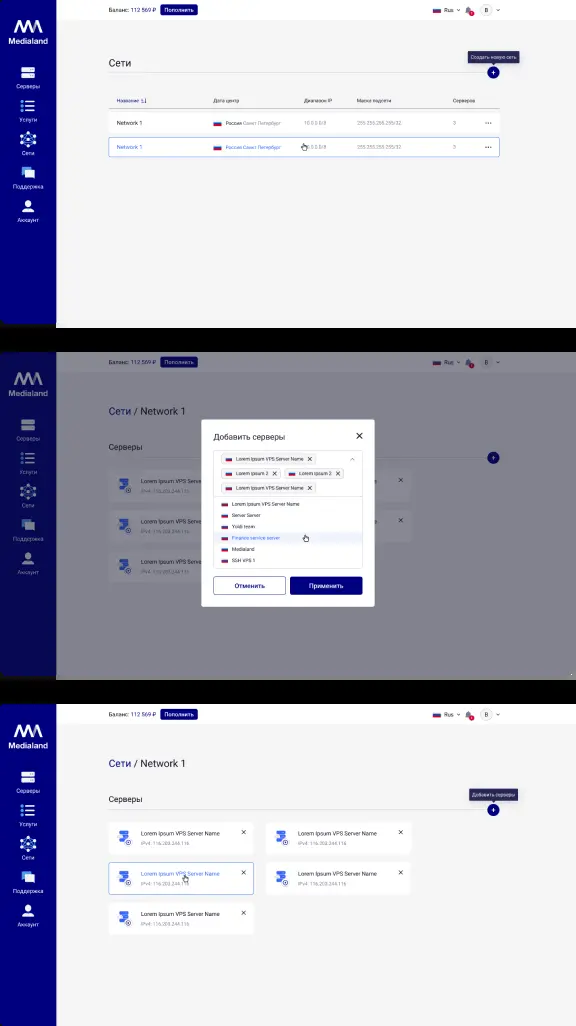 Баланс: 112 569 ₽ Пополнить Rus B
Medialand
Сети
Создать новую сеть
Серверы
Услуги
Сети
Поддержка
Аккаунт
Название Дата центр Диапазон IP Маска подсети Серверов
Network 1 Россия Санкт Петербург 10.0.0.0/8 255.255.255.255/32 3
Network 1 Россия Санкт Петербург 0.0.0/8 255.255.255.255/32 3
Баланс: 112 569 ₽ Пополнить Rus B
Medialand
Сети / Network 1
Серверы
Услуги
Сети
Поддержка
Аккаунт
Серверы
Lorem Ipsum VPS
IPv4: 116.203.244.116
Lorem Ipsum VPS
IPv4: 116.203.244.116
Lorem Ipsum VPS
IPv4: 116.203.244.116
Добавить серверы
Lorem Ipsum VPS Server Name
Lorem Ipsum 2 Lorem Ipsum 2
Lorem Ipsum VPS Server Name
Lorem Ipsum VPS Server Name
Server Server
Yoldi team
Finance service server
Medialand
SSH VPS 1
Отменить Применить
Баланс: 112 569 ₽ Пополнить Rus B
Medialand
Сети / Network 1
Серверы
Услуги
Сети
Поддержка
Аккаунт
Серверы
Добавить серверы
Lorem Ipsum VPS Server Name
IPv4: 116.203.244.116
Lorem Ipsum VPS Server Name
IPv4: 116.203.244.116
Lorem Ipsum VPS Server Name
IPv4: 116.203.244.116
Lorem Ipsum VPS Server Name
IPv4: 116.203.244.116
Lorem Ipsum VPS Server Name
IPv4: 116.203.244.116